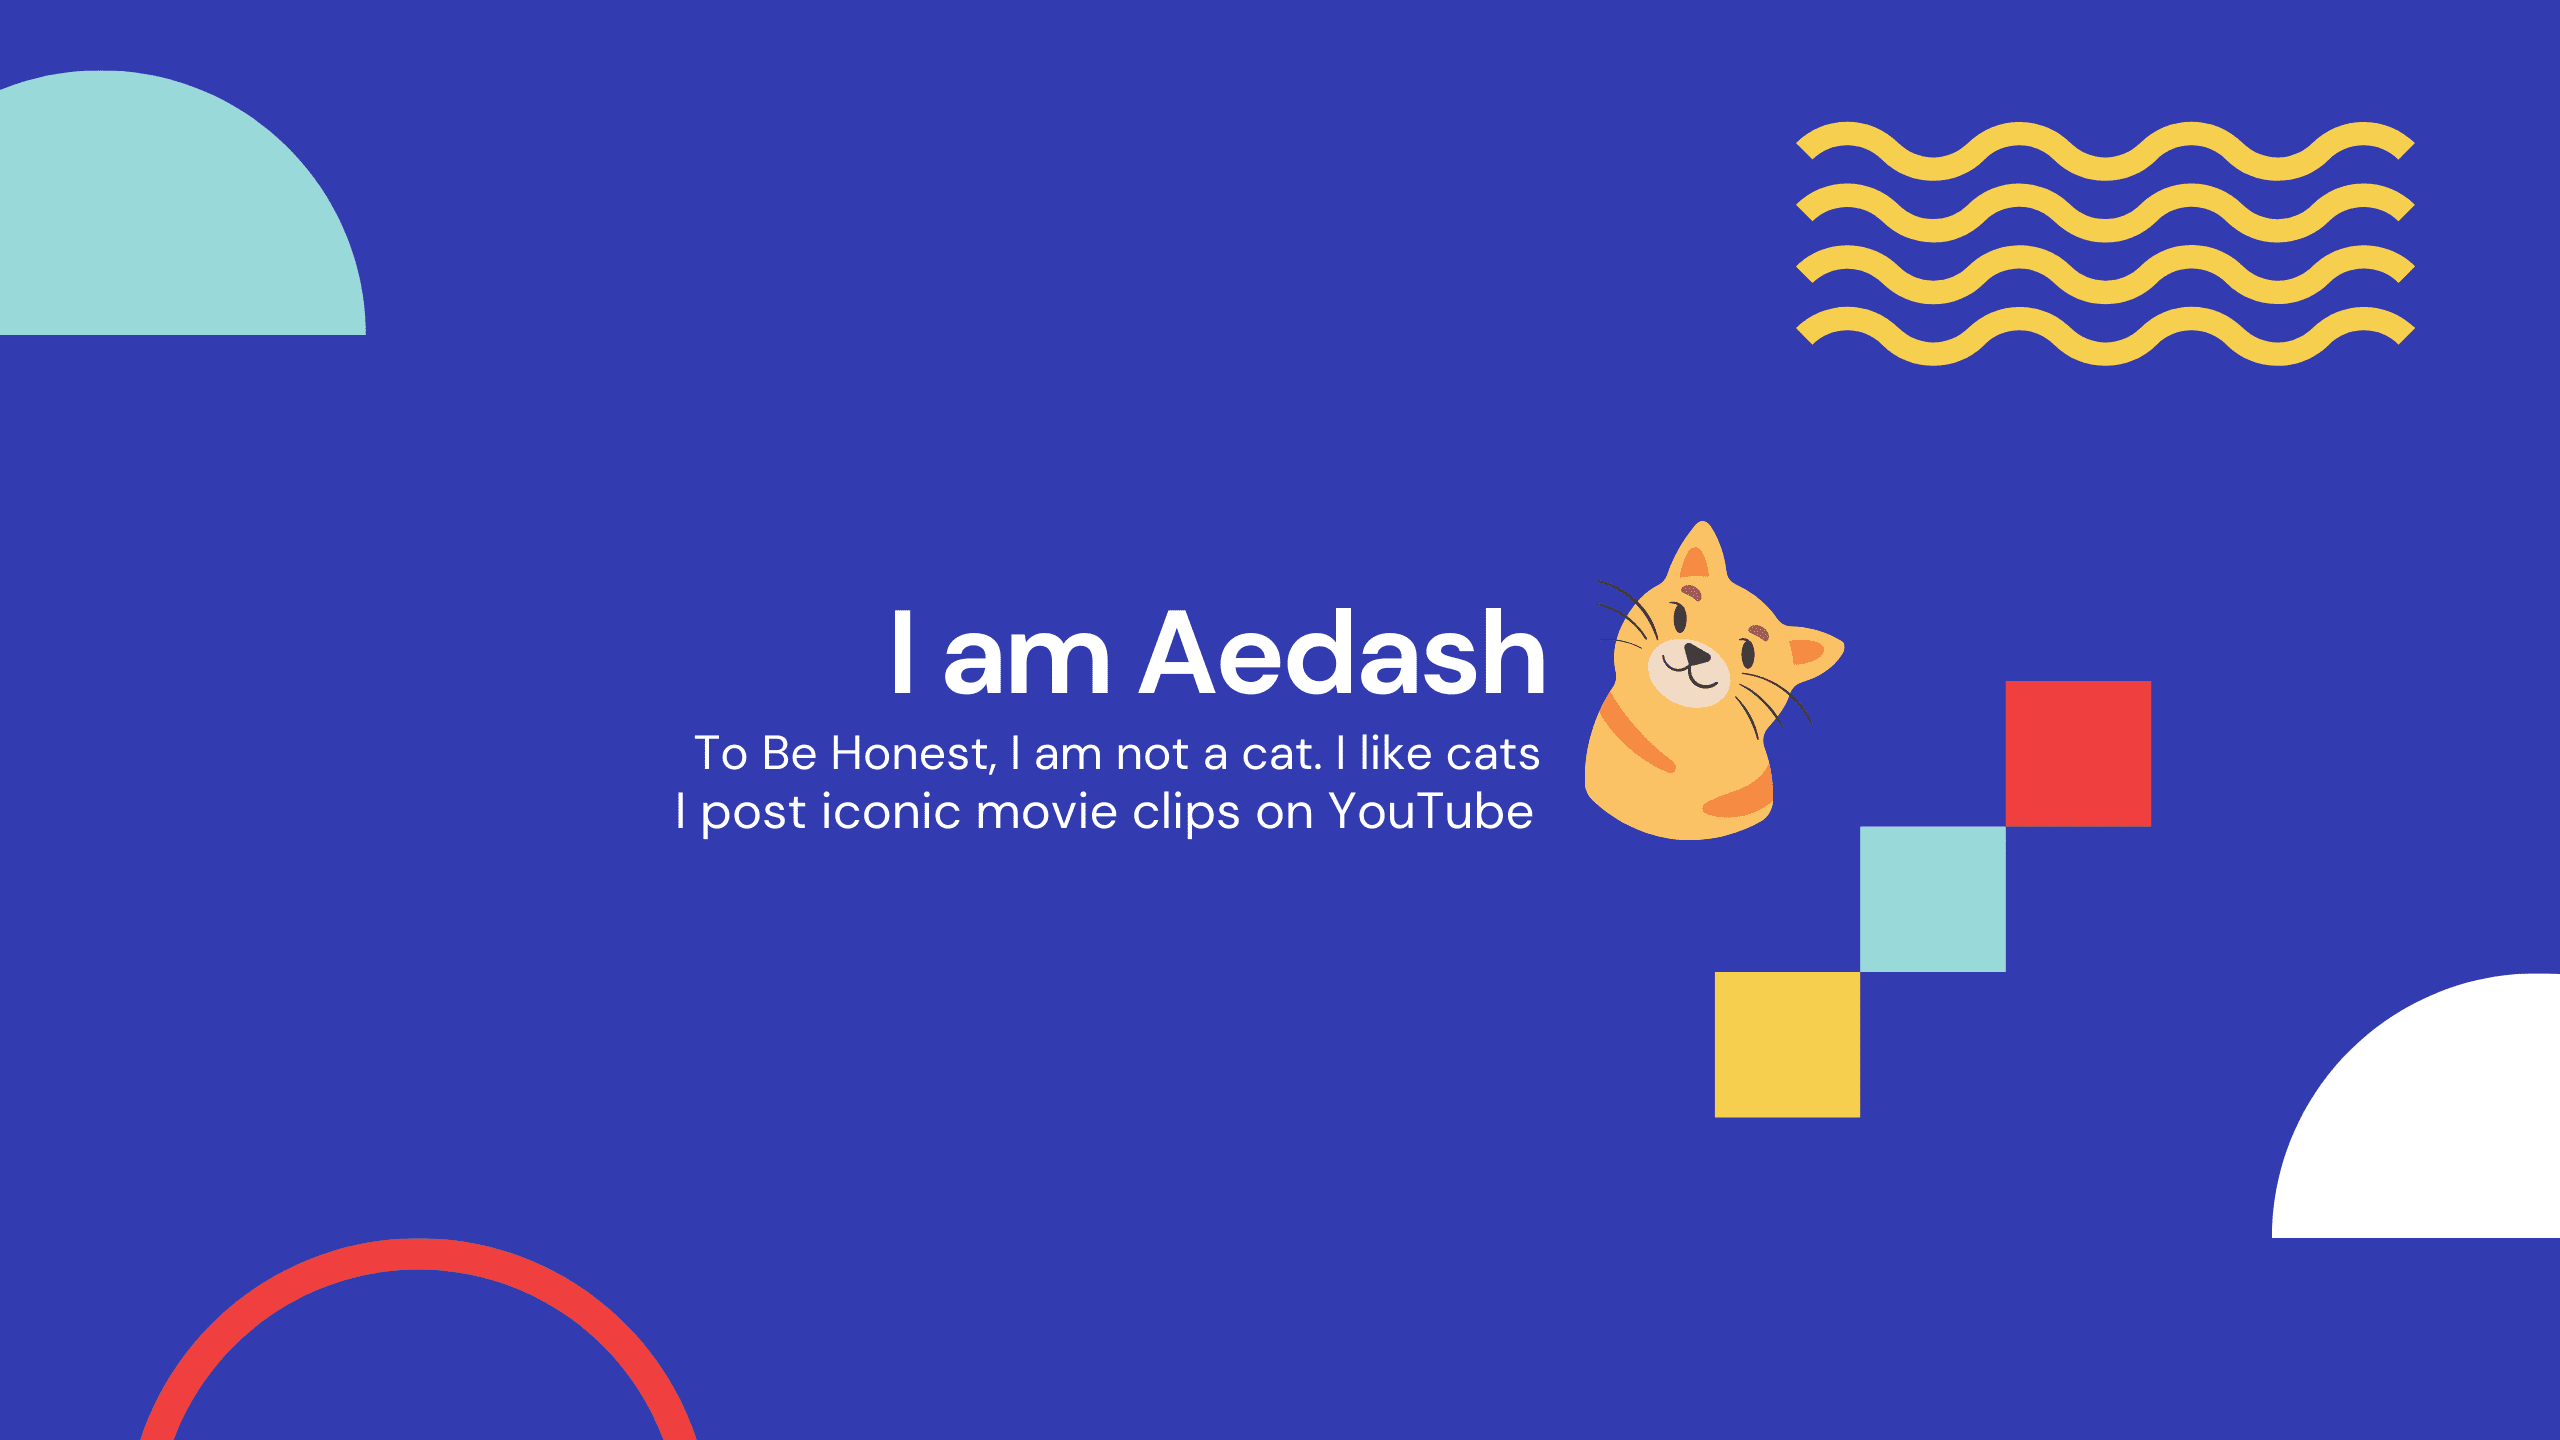 I am Aedash
To Be Honest, I am not a cat. I like cats
I post iconic movie clips on YouTube